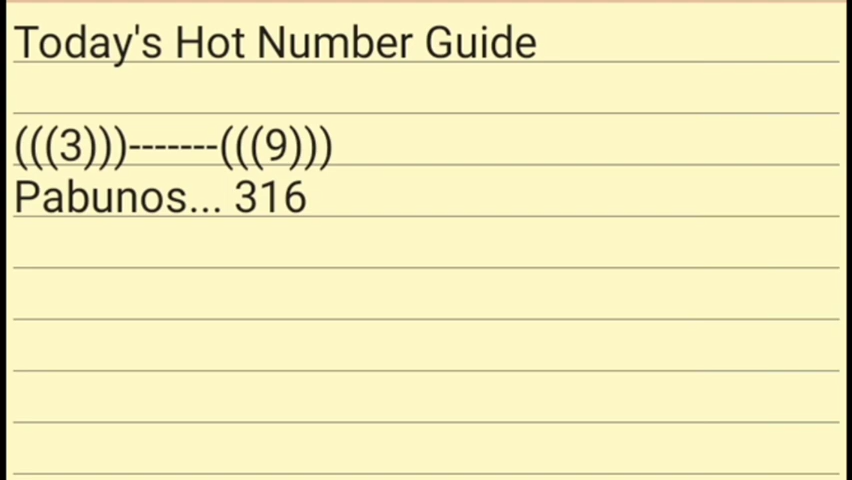 Today's Hot Number Guide
(((3)))-------(((9)))
Pabunos... 316